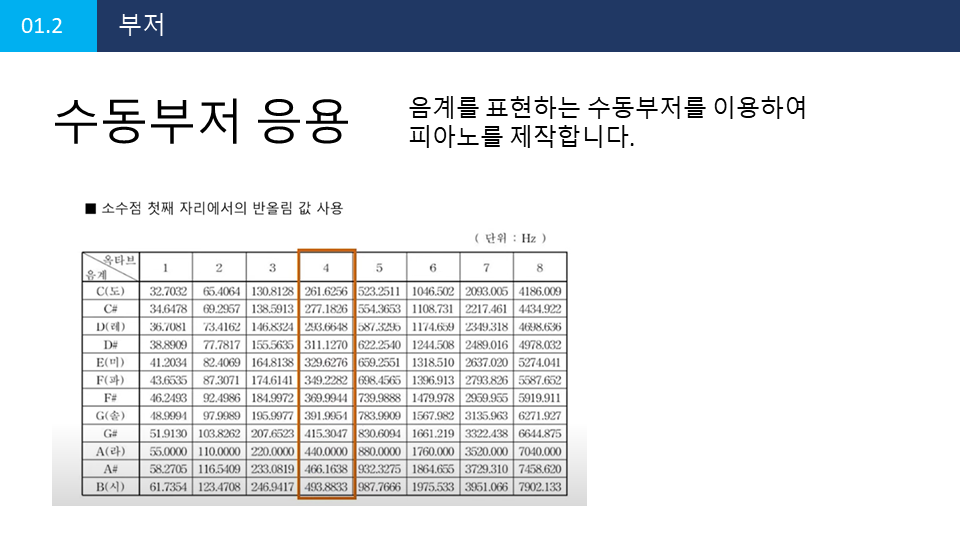 01.2 부저
수동부저 응용
음계를 표현하는 수동부저를 이용하여
피아노를 제작합니다.
■ 소수점 첫째 자리에서의 반올림 값 사용
( 단위 : Hz )
옥타브 음계 1 2 3 4 5 6 7 8
C(도) 32.7032 65.4064 130.8128 261.6256 523.2511 1046.502 2093.005 4186.009
C# 34.6478 69.2957 138.5913 277.1826 554.3653 1108.731 2217.461 4434.922
D(레) 36.7081 73.4162 146.8324 293.6648 587.3295 1174.659 2349.318 4698.636
D# 38.8909 77.7817 155.5635 311.1270 622.2540 1244.508 2489.016 4978.032
E(미) 41.2034 82.4069 164.8138 329.6276 659.2551 1318.510 2637.020 5274.041
F(파) 43.6535 87.3071 174.6141 349.2282 698.4565 1396.913 2793.826 5587.652
F# 46.2493 92.4986 184.9972 369.9944 739.9888 1479.978 2959.955 5919.911
G(솔) 48.9994 97.9989 195.9977 391.9954 783.9909 1567.982 3135.963 6271.927
G# 51.9130 103.8262 207.6523 415.3047 830.6094 1661.219 3322.438 6644.875
A(라) 55.0000 110.0000 220.0000 440.0000 880.0000 1760.000 3520.000 7040.000
A# 58.2705 116.5409 233.0819 466.1638 932.3275 1864.655 3729.310 7458.620
B(시) 61.7354 123.4708 246.9417 493.8833 987.7666 1975.533 3951.066 7902.133